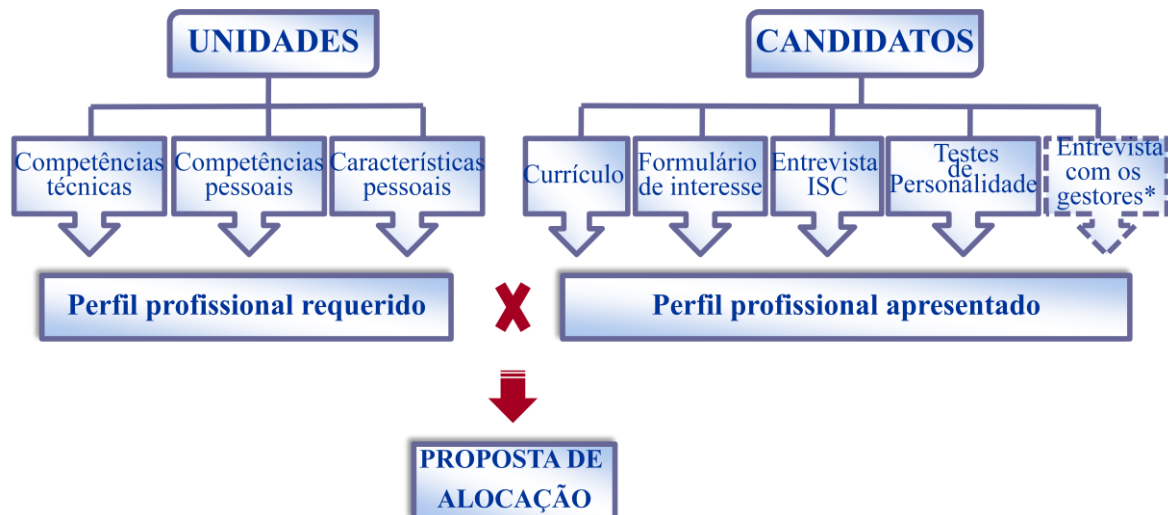 UNIDADES
CANDIDATOS
Competências
técnicas
Competências
pessoais
Características
pessoais
Currículo
Formulário
de interesse
Entrevista
ISC
Testes
de
Personalidade
Entrevista
com os
gestores*
Perfil profissional requerido
X
Perfil profissional apresentado
PROPOSTA DE
ALOCAÇÃO